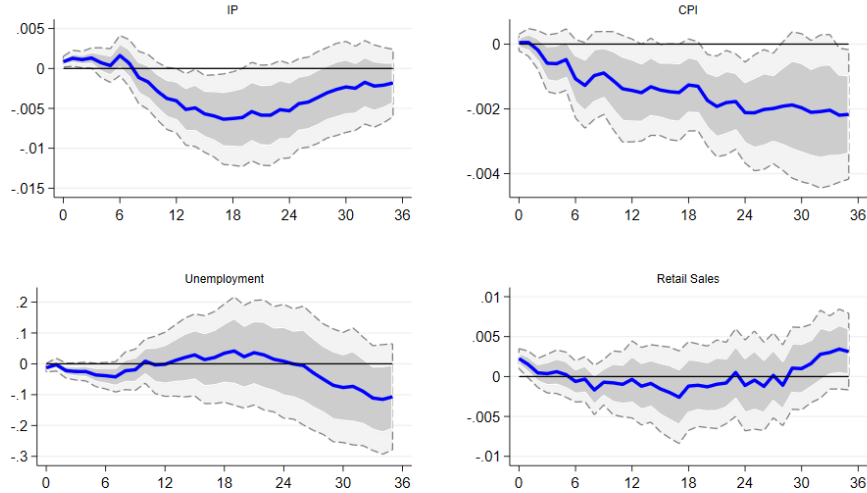 IP
.005
0
-.005
-.01
-.015
0 6 12 18 24 30 36
CPI
0
-.002
-.004
0 6 12 18 24 30 36
Unemployment
.2
.1
0
-.1
-.2
-.3
0 6 12 18 24 30 36
Retail Sales
.01
.005
0
-.005
-.01
0 6 12 18 24 30 36